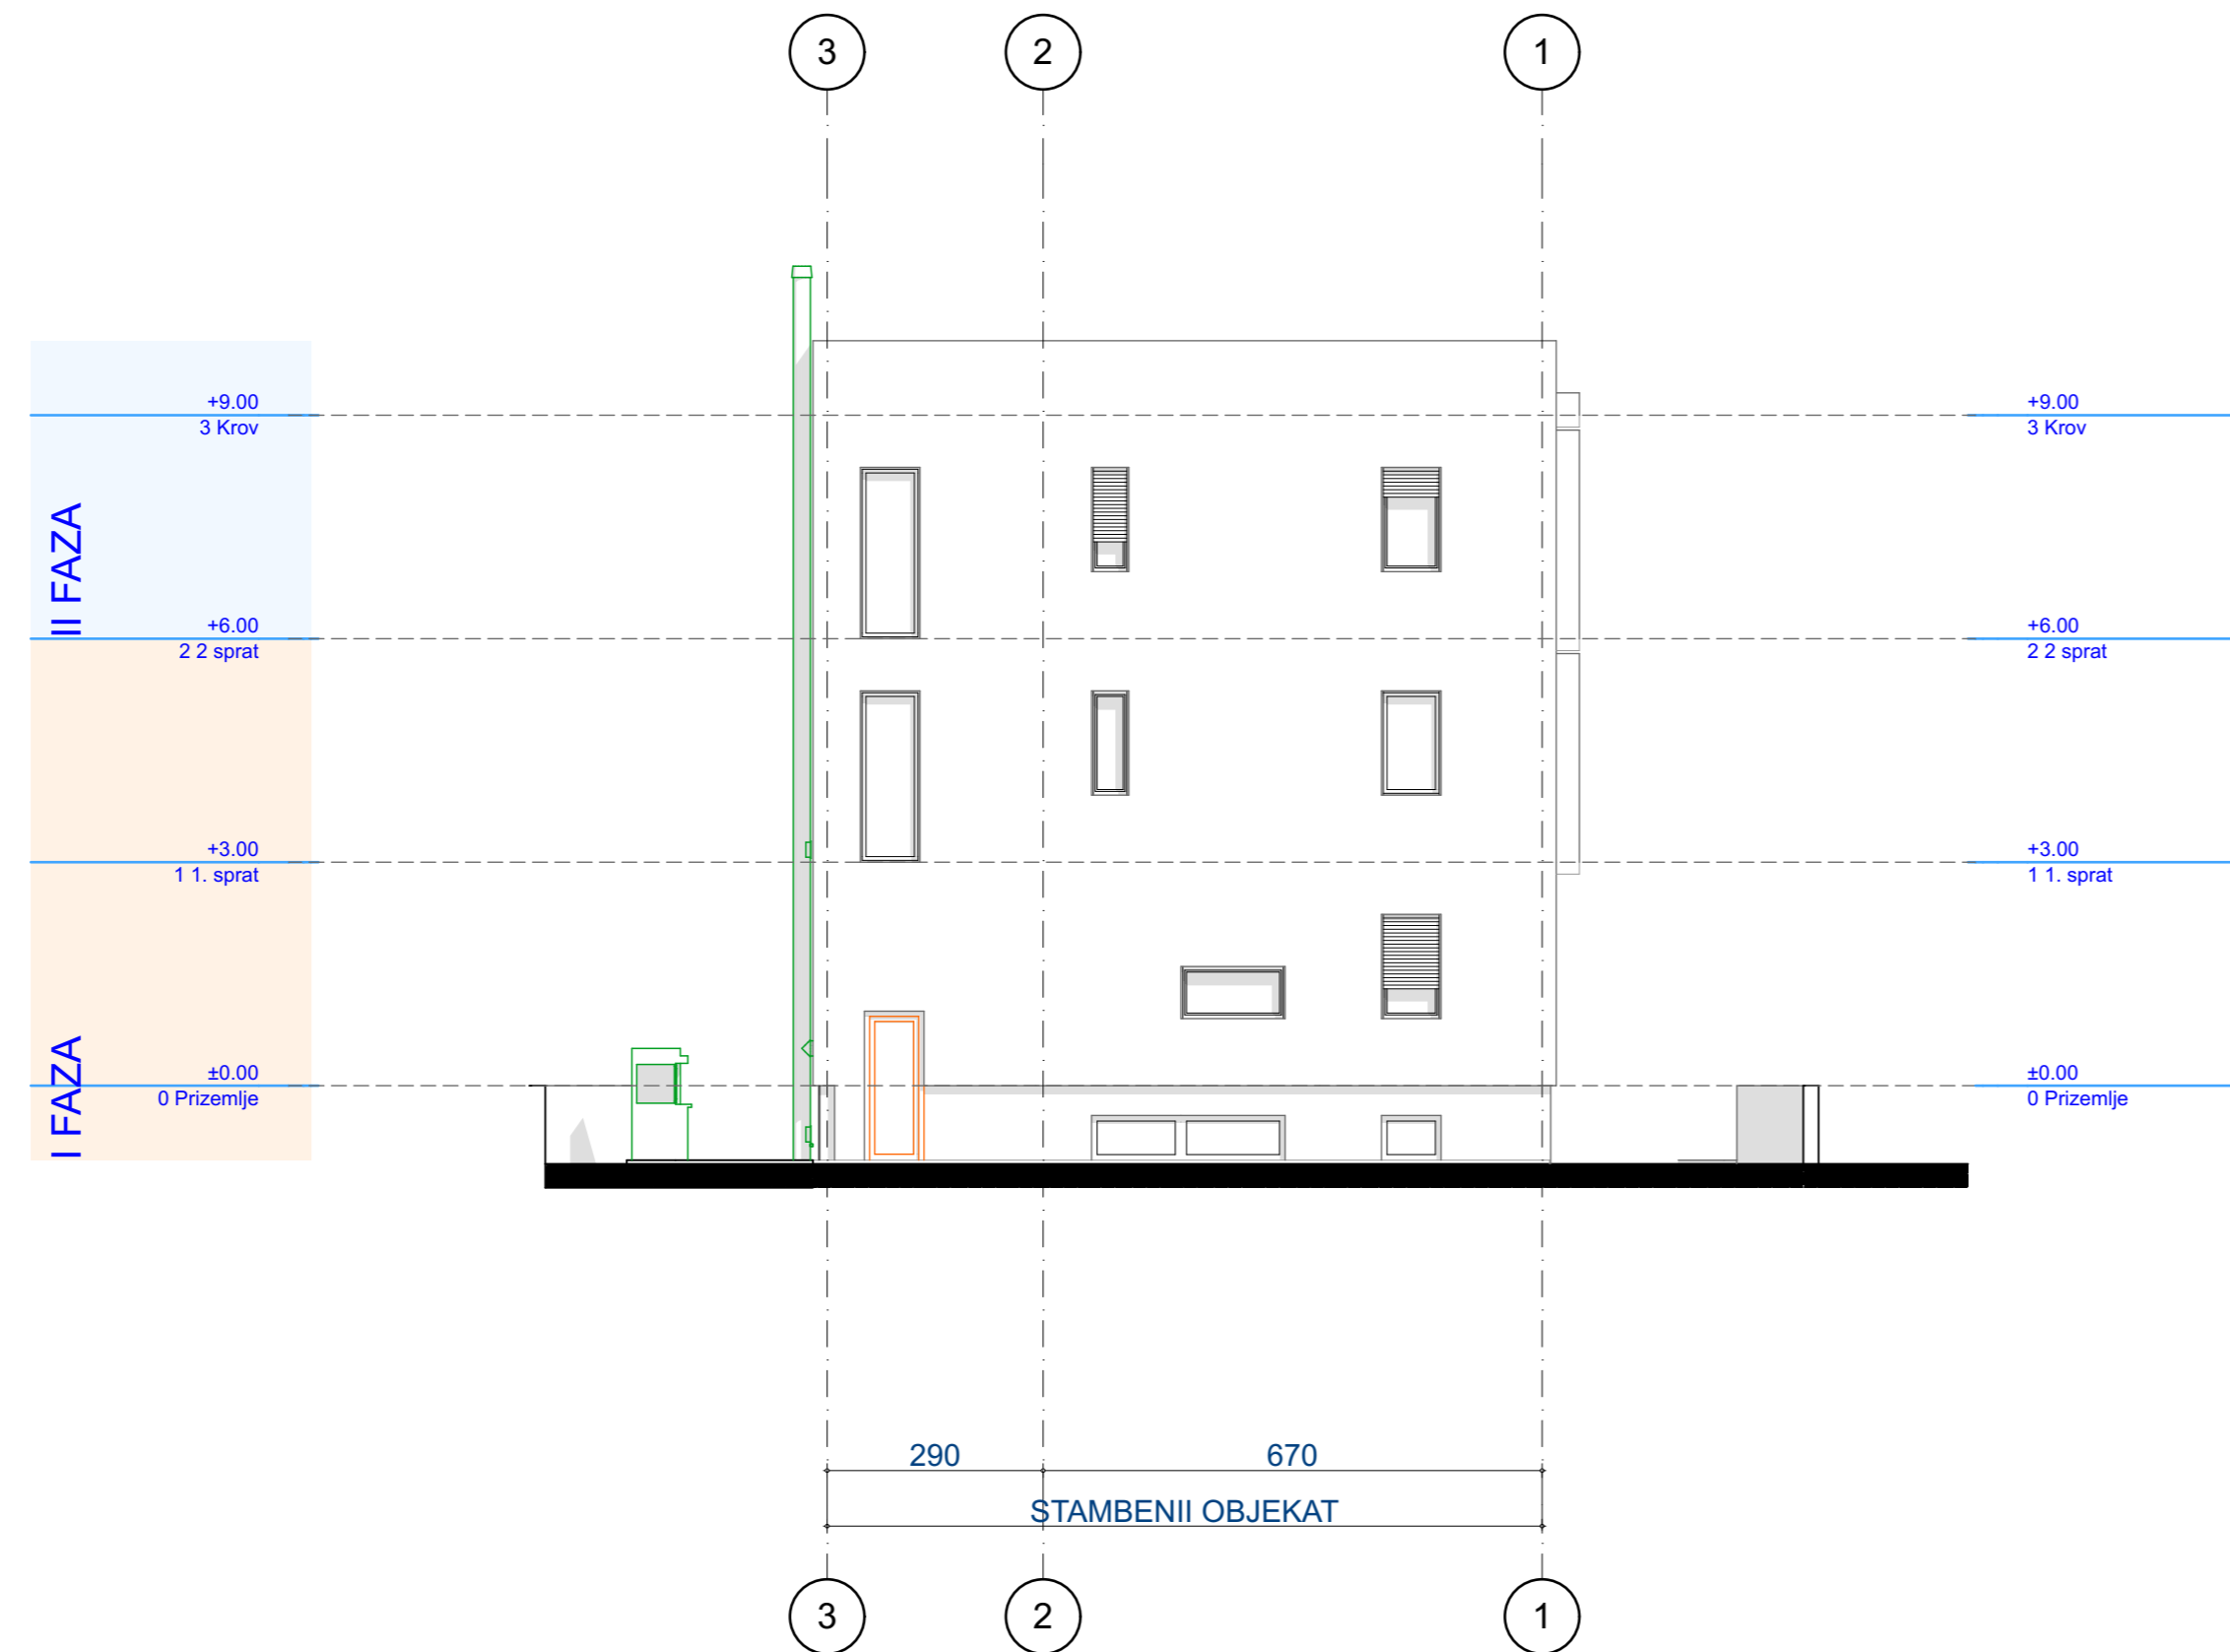 3
2
1
+9.00
3 Krov
+9.00
3 Krov
II FAZA
+6.00
2 2 sprat
+6.00
2 2 sprat
+3.00
1 1. sprat
+3.00
1 1. sprat
I FAZA
±0.00
0 Prizemlje
±0.00
0 Prizemlje
290
670
STAMBENII OBJEKAT
3
2
1